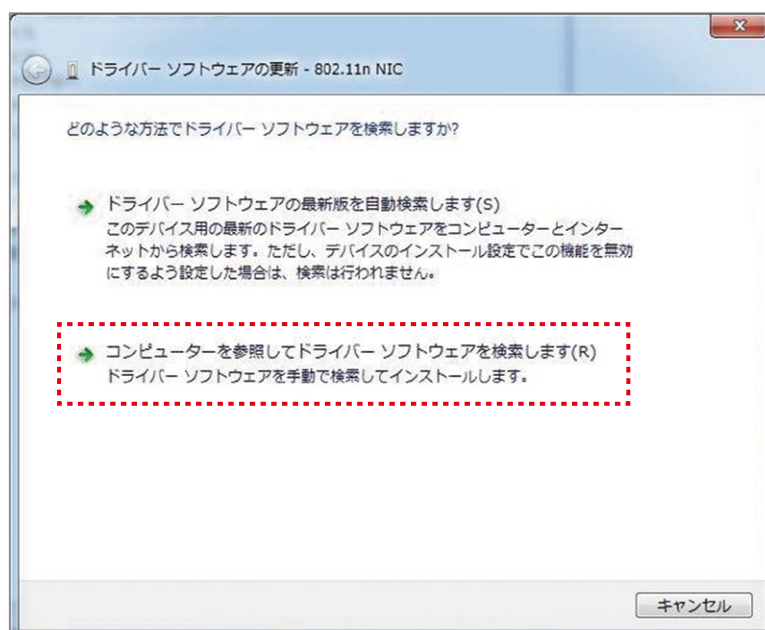 ドライバー ソフトウェアの更新 - 802.11n NIC
どのような方法でドライバー ソフトウェアを検索しますか?
ドライバー ソフトウェアの最新版を自動検索します(S)
このデバイス用の最新のドライバー ソフトウェアをコンピューターとインター
ネットから検索します。ただし、デバイスのインストール設定でこの機能を無効
にするよう設定した場合は、検索は行われません。
コンピューターを参照してドライバー ソフトウェアを検索します(R)
ドライバー ソフトウェアを手動で検索してインストールします。
キャンセル